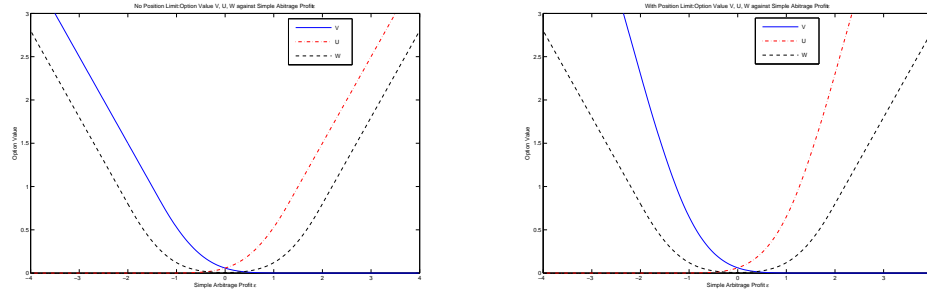 No Position Limit:Option Value V, U, W against Simple Abitrage Profit ε
3
2.5
2
1.5
1
0.5
0
Option Value
V
U
W
−4
−3
−2
−1
0
1
2
3
4
Simple Arbitrage Profit ε
With Position Limit:Option Value V, U, W against Simple Abitrage Profit ε
3
2.5
2
1.5
1
0.5
0
Option Value
V
U
W
−4
−3
−2
−1
0
1
2
3
Simple Arbitrage Profit ε